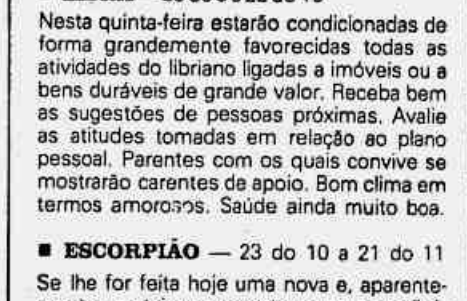 Nesta quinta-feira estarão condicionadas de
forma grandemente favorecidas todas as
atividades do libriano ligadas a imóveis ou a
bens duráveis de grande valor. Receba bem
as sugestões de pessoas próximas. Avalie
as atitudes tomadas em relação ao plano
pessoal. Parentes com os quais convive se
mostrarão carentes de apoio. Bom clima em
termos amorosos. Saúde ainda muito boa.
■ ESCORPIÃO — 23 do 10 a 21 do 11
Se lhe for feita hoje uma nova e, aparente-